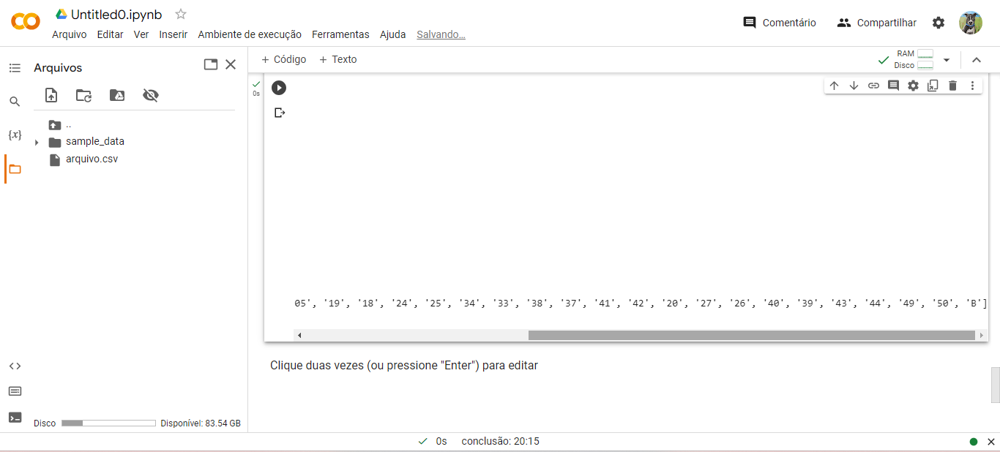 Untitled0.ipynb
Arquivo Editar Ver Inserir Ambiente de execução Ferramentas Ajuda Salvando...
Comentário
Compartilhar
Arquivos
+ Código + Texto
RAM
Disco
0s
{x}
..
sample_data
arquivo.csv
05', '19', '18', '24', '25', '34', '33', '38', '37', '41', '42', '20', '27', '26', '40', '39', '43', '44', '49', '50', 'B']
Clique duas vezes (ou pressione "Enter") para editar
Disco Disponível: 83.54 GB
0s conclusão: 20:15